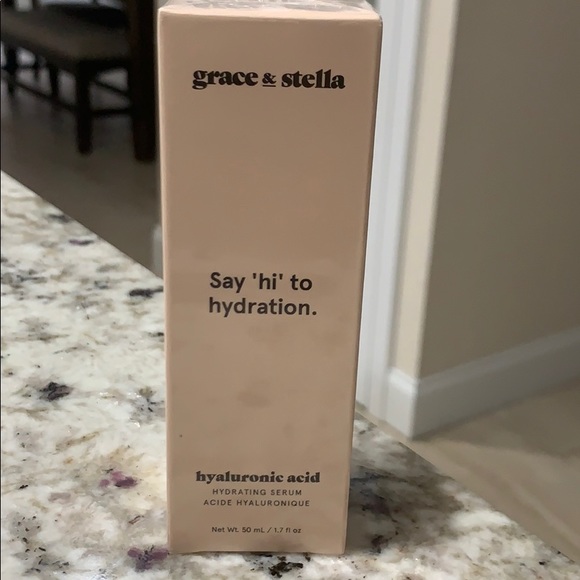 grace & stella
Say 'hi' to
hydration.
hyaluronic acid
HYDRATING SERUM
ACIDE HYALURONIQUE
Net Wt. 50 mL / 1.7 fl oz